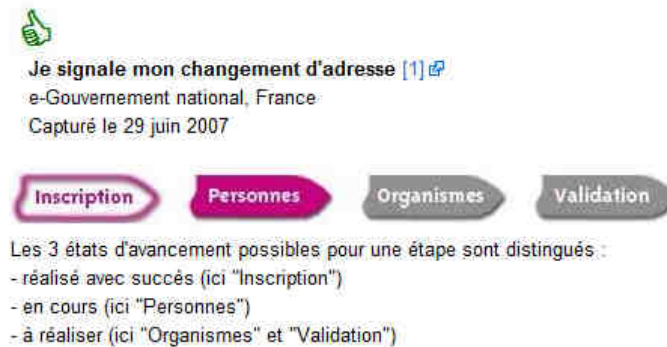 Je signale mon changement d'adresse [1]
e-Gouvernement national, France
Capturé le 29 juin 2007
Inscription Personnes Organismes Validation
Les 3 états d'avancement possibles pour une étape sont distingués :
- réalisé avec succés (ici "Inscription")
- en cours (ici "Personnes")
- à réaliser (ici "Organismes" et "Validation")